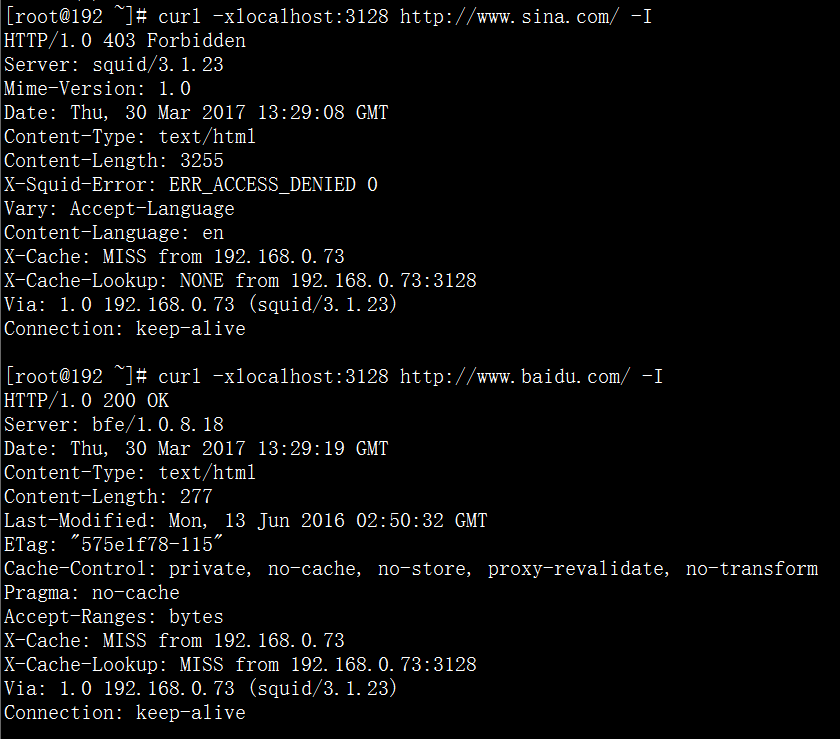 [root@192 ~]# curl -xlocalhost:3128 http://www.sina.com/ -I
HTTP/1.0 403 Forbidden
Server: squid/3.1.23
Mime-Version: 1.0
Date: Thu, 30 Mar 2017 13:29:08 GMT
Content-Type: text/html
Content-Length: 3255
X-Squid-Error: ERR_ACCESS_DENIED 0
Vary: Accept-Language
Content-Language: en
X-Cache: MISS from 192.168.0.73
X-Cache-Lookup: NONE from 192.168.0.73:3128
Via: 1.0 192.168.0.73 (squid/3.1.23)
Connection: keep-alive
[root@192 ~]# curl -xlocalhost:3128 http://www.baidu.com/ -I
HTTP/1.0 200 OK
Server: bfe/1.0.8.18
Date: Thu, 30 Mar 2017 13:29:19 GMT
Content-Type: text/html
Content-Length: 277
Last-Modified: Mon, 13 Jun 2016 02:50:32 GMT
ETag: "575e1f78-115"
Cache-Control: private, no-cache, no-store, proxy-revalidate, no-transform
Pragma: no-cache
Accept-Ranges: bytes
X-Cache: MISS from 192.168.0.73
X-Cache-Lookup: MISS from 192.168.0.73:3128
Via: 1.0 192.168.0.73 (squid/3.1.23)
Connection: keep-alive